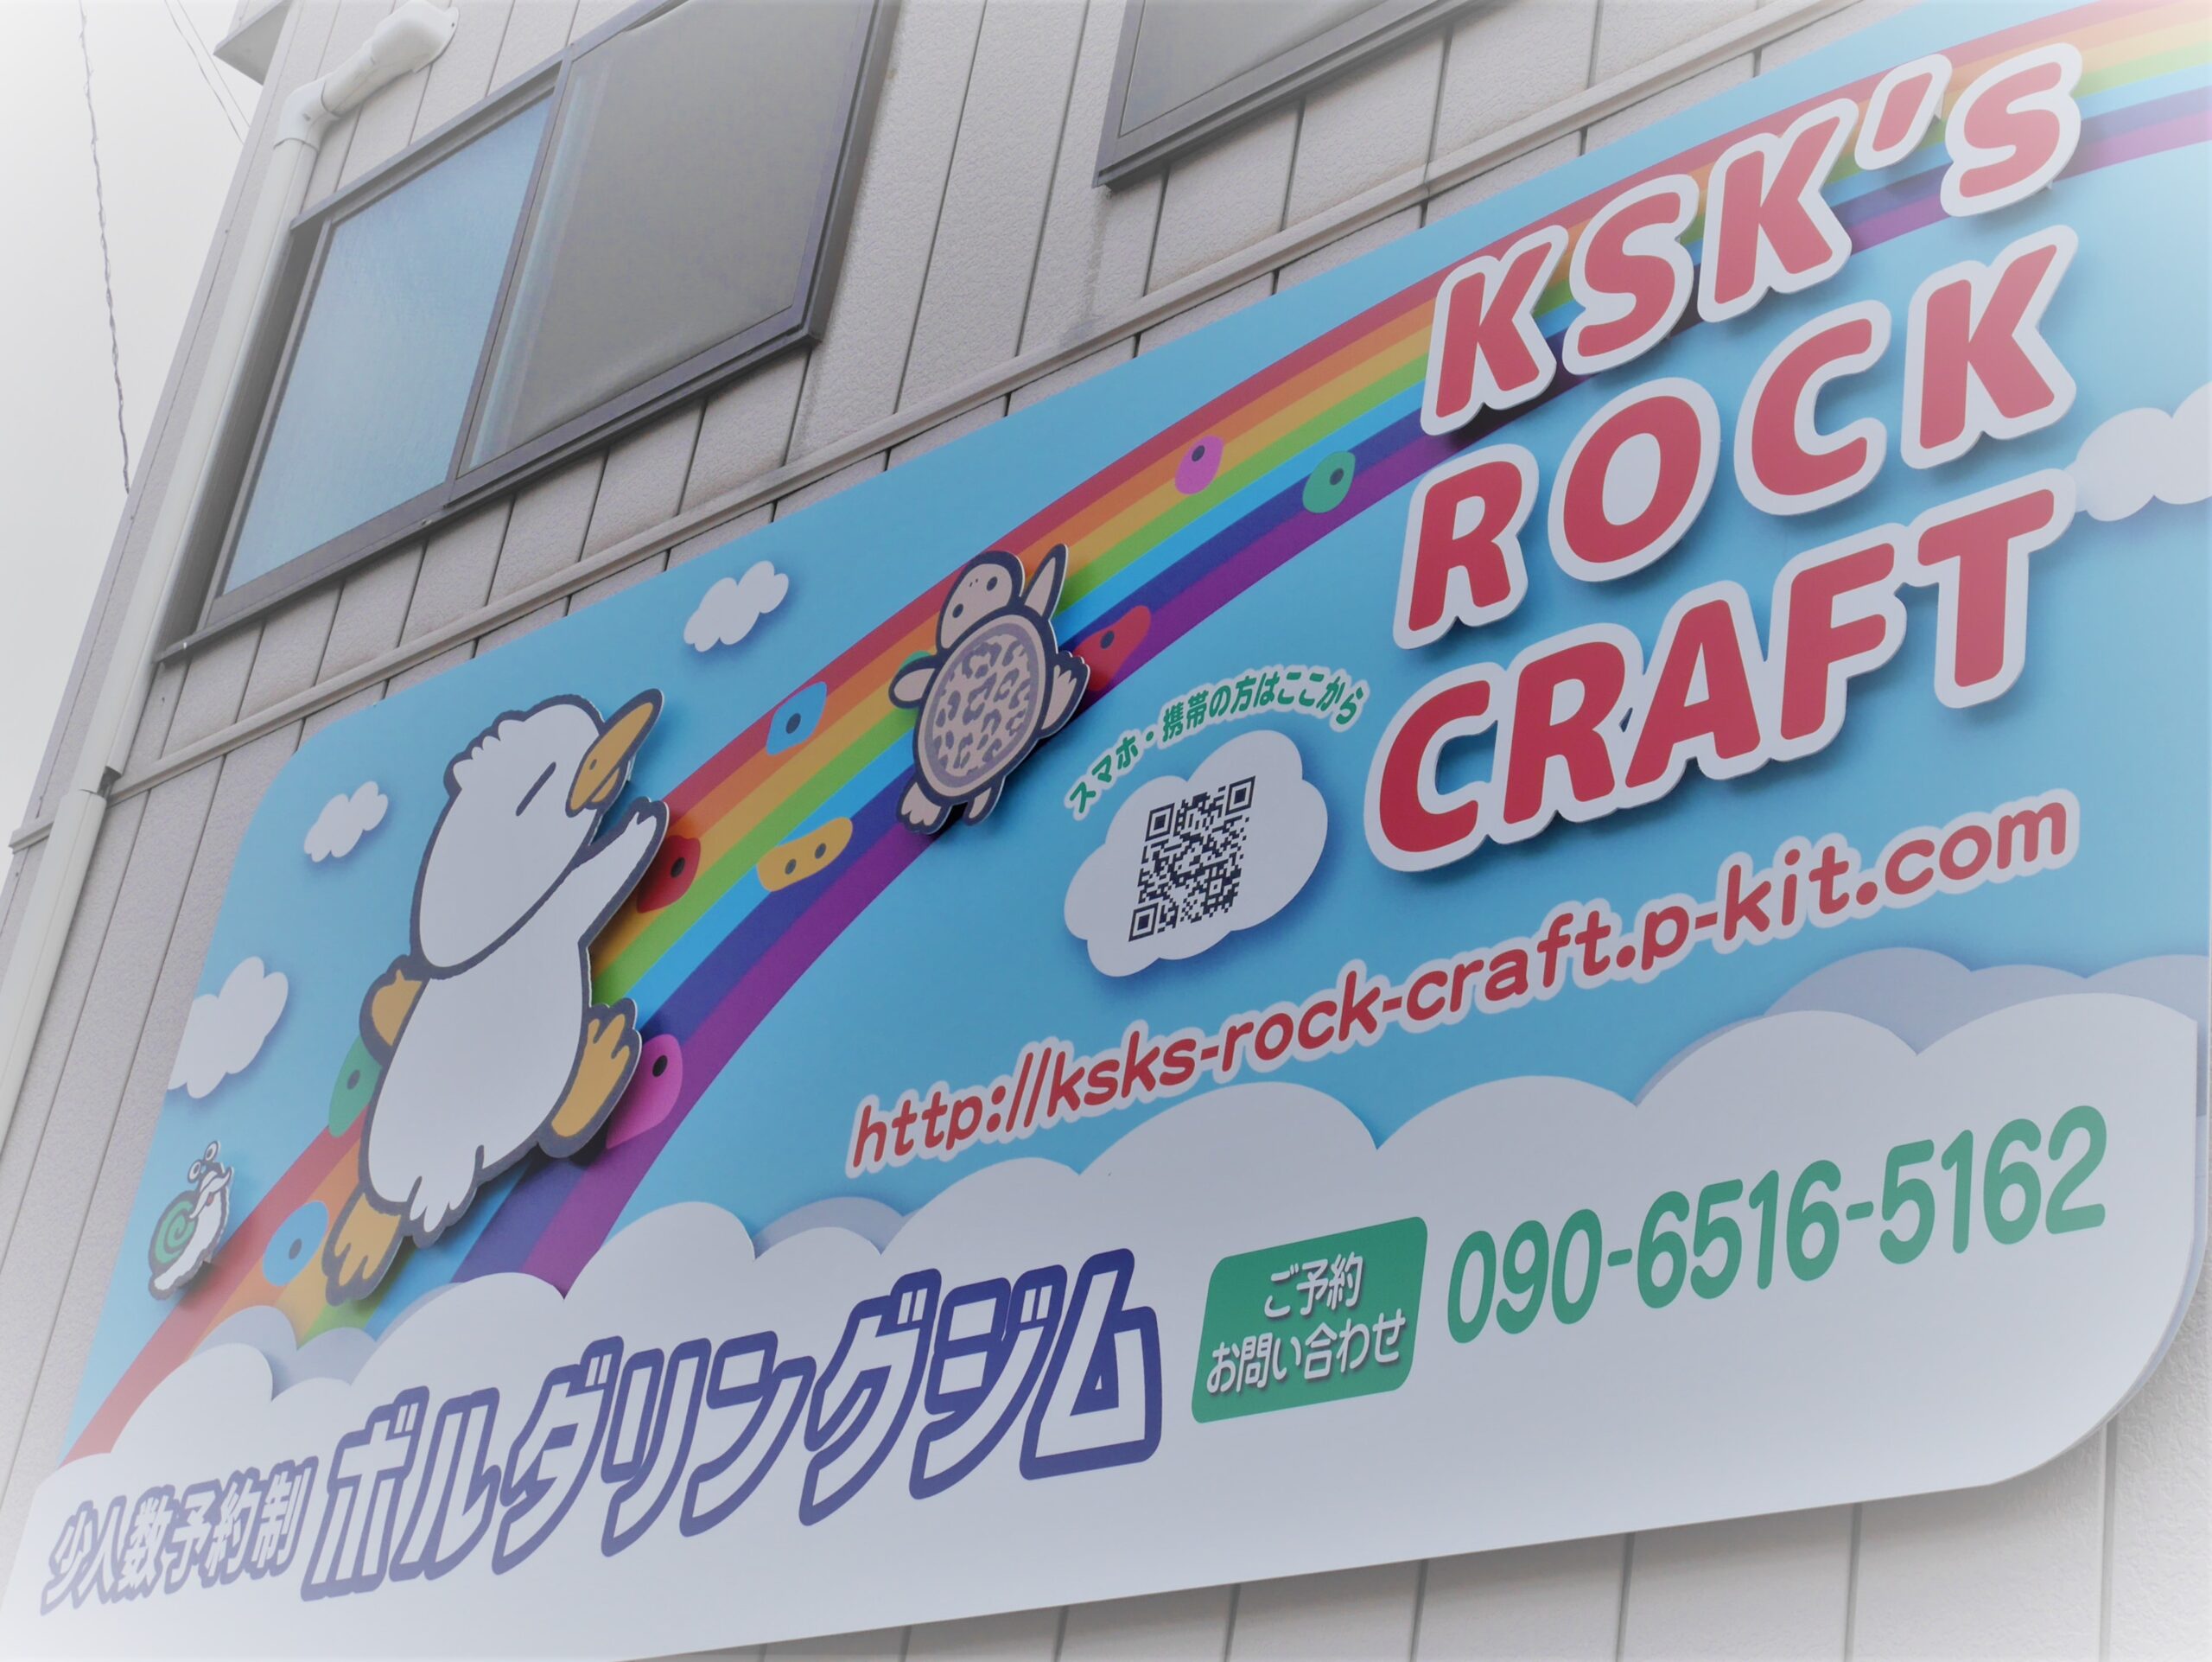 KSK'S
ROCK
CRAFT
スマホ・携帯の方はここから
http://ksks-rock-craft.p-kit.com
少人数予約制 ボルダリングジム
ご予約
お問い合わせ
090-6516-5162